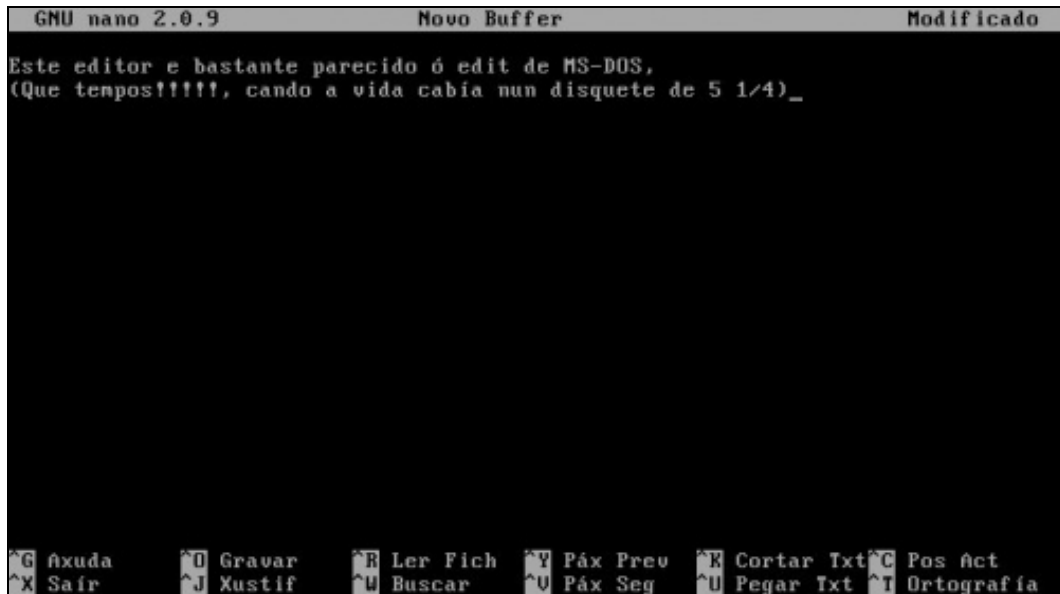 GNU nano 2.0.9 Novo Buffer Modificado
Este editor e bastante parecido ó edit de MS-DOS,
(Que tempos!!!!!, cando a vida cabía nun disquete de 5 1/4)_
^G Axuda ^O Gravar ^R Ler Fich ^Y Páx Prev ^K Cortar Txt ^C Pos Act
^X Saír ^J Xustif ^W Buscar ^V Páx Seg ^U Pegar Txt ^T Ortografía